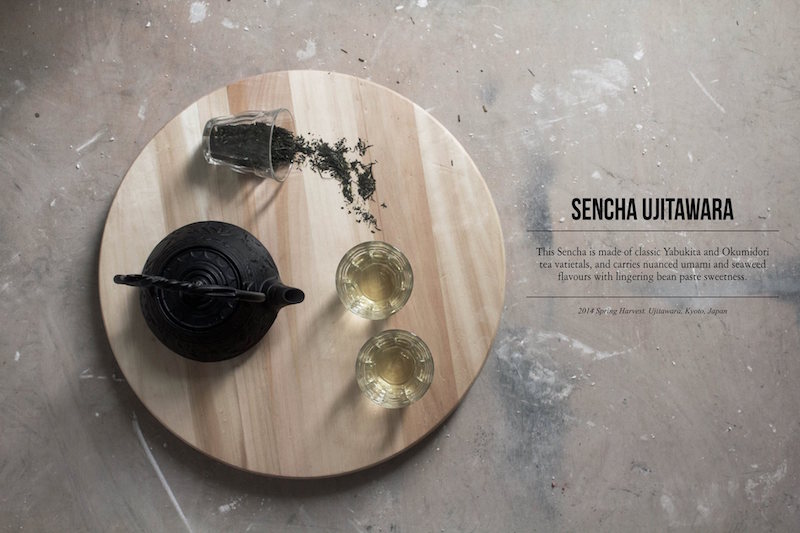 SENCHA UJITAWARA
This Sencha is made of classic Yabukita and Okumidori
tea vatietals, and carries nuanced umami and seaweed
flavours with lingering bean paste sweetness.
2014 Spring Harvest. Ujitawara, Kyoto, Japan